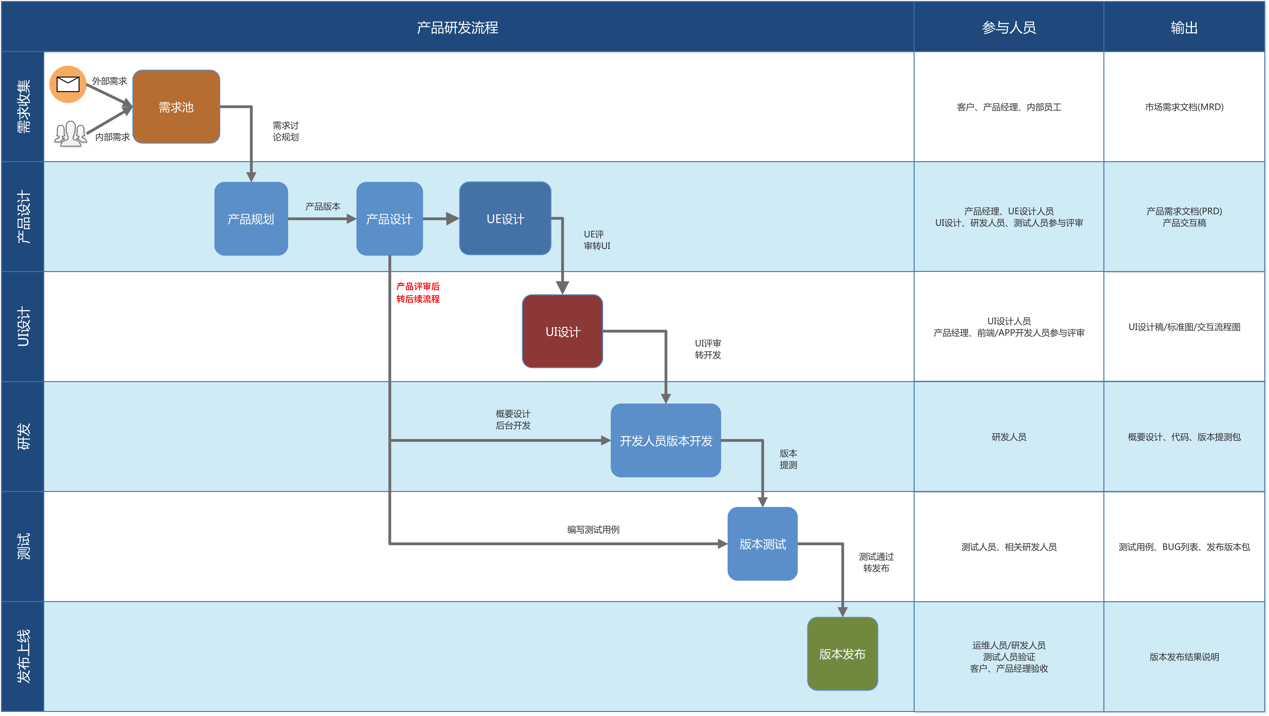 产品研发流程
参与人员
输出
需求收集
外部需求
内部需求
需求池
需求讨
论规划
客户、产品经理、内部员工
市场需求文档(MRD)
产品设计
产品规划
产品版本
产品设计
UE设计
UE评
审转UI
产品经理、UE设计人员
UI设计、研发人员、测试人员参与评审
产品需求文档(PRD)
产品交互稿
UI设计
产品评审后
转后续流程
UI设计
UI评审
转开发
UI设计人员
产品经理、前端/APP开发人员参与评审
UI设计稿/标准图/交互流程图
研发
概要设计
后台开发
开发人员版本开发
版本
提测
研发人员
概要设计、代码、版本提测包
测试
编写测试用例
版本测试
测试通过
转发布
测试人员、相关研发人员
测试用例、BUG列表、发布版本包
发布上线
版本发布
运维人员/研发人员
测试人员验证
客户、产品经理验收
版本发布结果说明